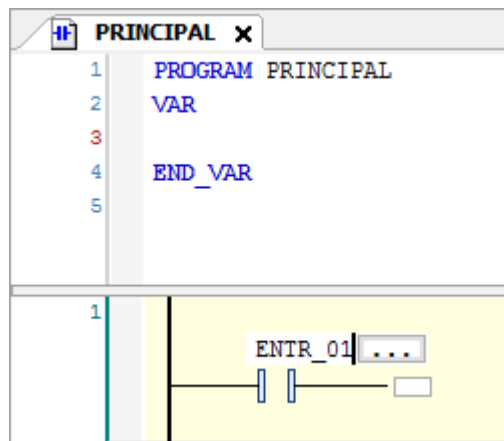 PRINCIPAL
1 PROGRAM PRINCIPAL
2 VAR
3
4 END_VAR
5
1
ENTR_01 ...